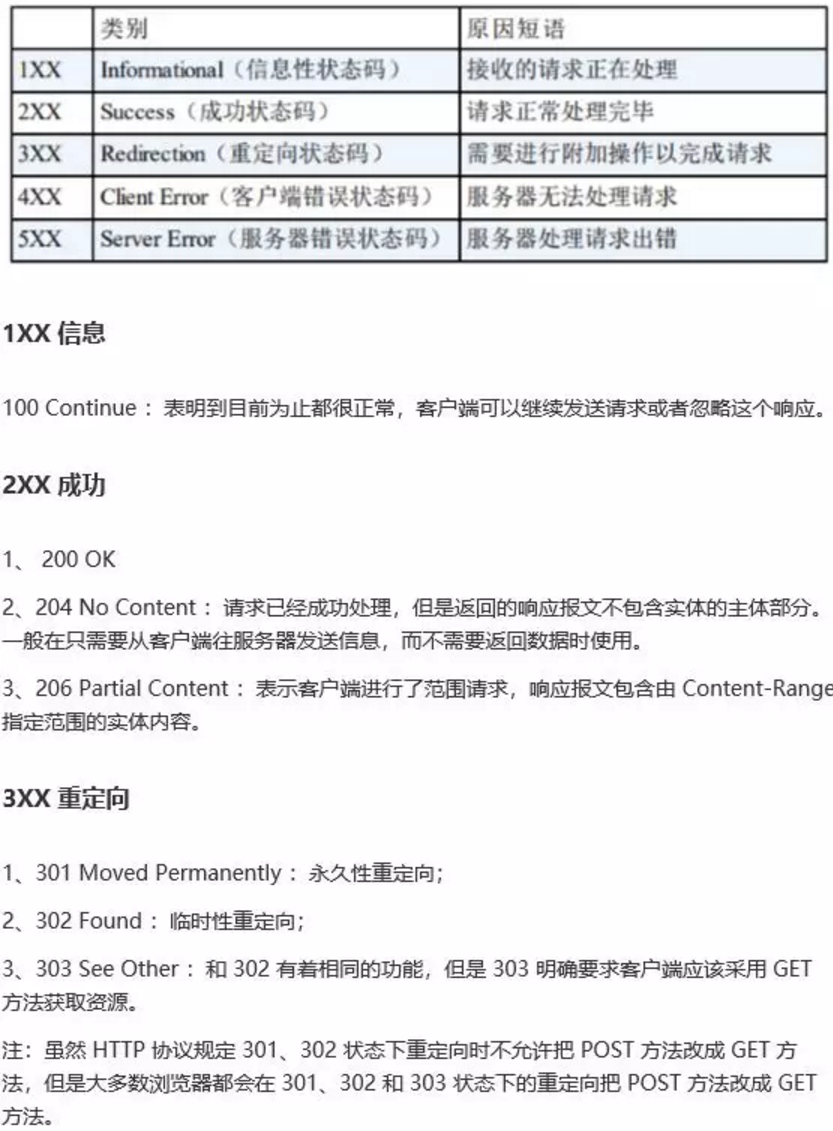 类别 原因短语
1XX Informational（信息性状态码） 接收的请求正在处理
2XX Success（成功状态码） 请求正常处理完毕
3XX Redirection（重定向状态码） 需要进行附加操作以完成请求
4XX Client Error（客户端错误状态码） 服务器无法处理请求
5XX Server Error（服务器错误状态码） 服务器处理请求出错
1XX 信息
100 Continue ：表明到目前为止都很正常，客户端可以继续发送请求或者忽略这个响应。
2XX 成功
1、 200 OK
2、204 No Content ：请求已经成功处理，但是返回的响应报文不包含实体的主体部分。
一般在只需要从客户端往服务器发送信息，而不需要返回数据时使用。
3、206 Partial Content ：表示客户端进行了范围请求，响应报文包含由 Content-Range
指定范围的实体内容。
3XX 重定向
1、301 Moved Permanently ：永久性重定向；
2、302 Found ：临时性重定向；
3、303 See Other ：和 302 有着相同的功能，但是 303 明确要求客户端应该采用 GET
方法获取资源。
注：虽然 HTTP 协议规定 301、302 状态下重定向时不允许把 POST 方法改成 GET 方
法，但是大多数浏览器都会在 301、302 和 303 状态下的重定向把 POST 方法改成 GET
方法。